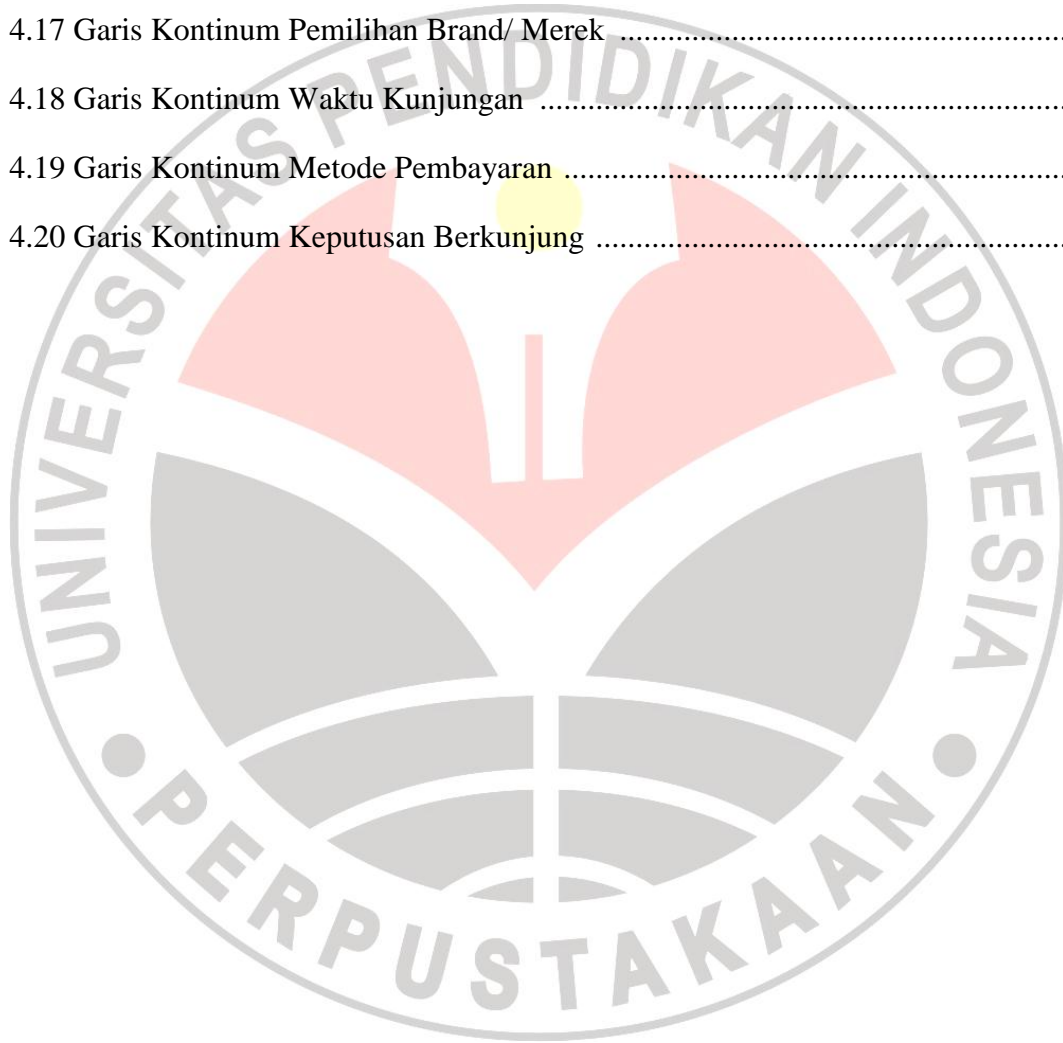 4.17 Garis Kontinum Pemilihan Brand/ Merek ........................................................
4.18 Garis Kontinum Waktu Kunjungan ..................................................................
4.19 Garis Kontinum Metode Pembayaran ...............................................................
4.20 Garis Kontinum Keputusan Berkunjung ...........................................................
UNIVERSITAS PENDIDIKAN INDONESIA
PERPUSTAKAAN